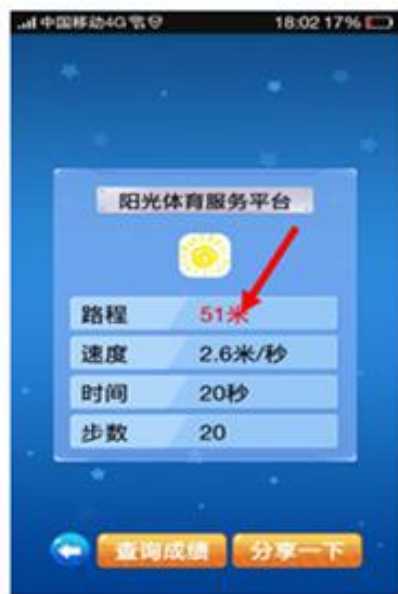 中国移动4G 18:02 17%
阳光体育服务平台
路程 51米
速度 2.6米/秒
时间 20秒
步数 20
查询成绩 分享一下